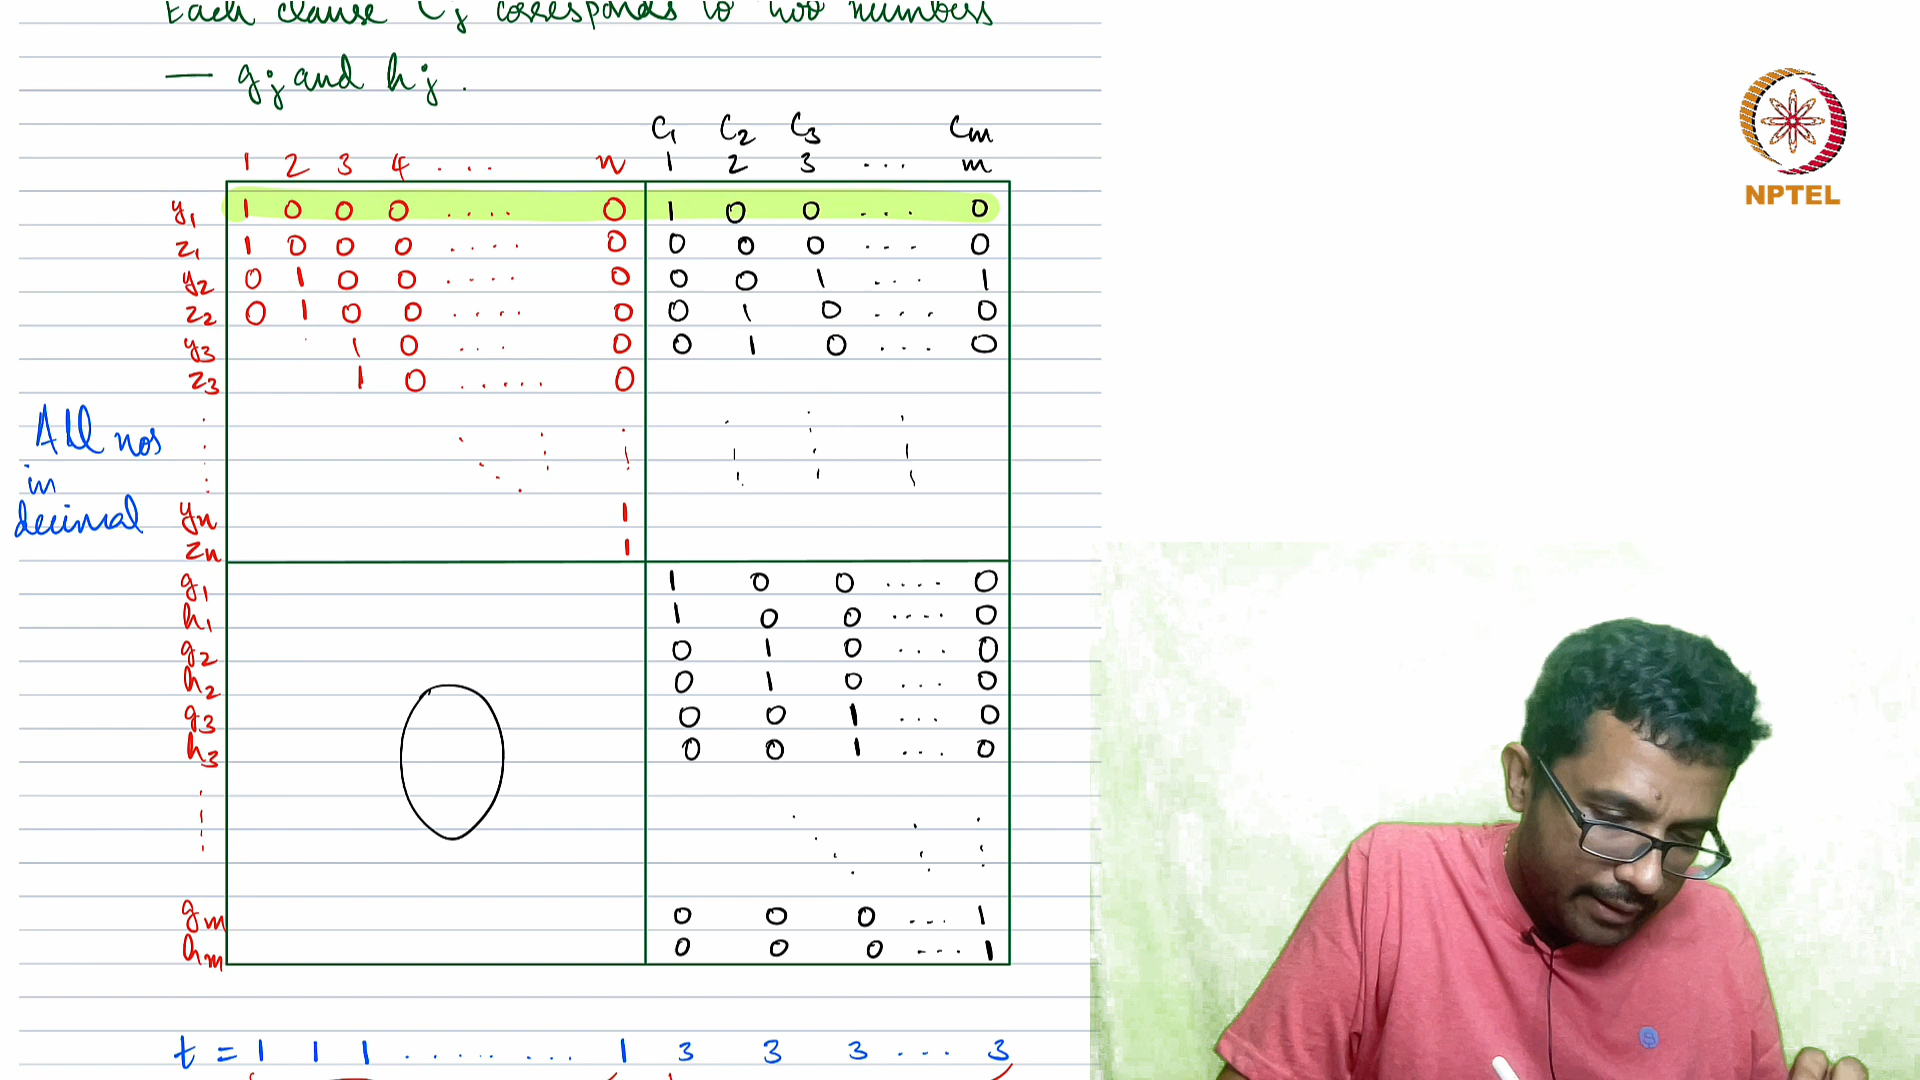 Each clause Cj corresponds to two numbers
— gj and hj.
C1 C2 C3 Cm
1 2 3 4 .... n 1 2 3 ... m
y1 1 0 0 0 .... 0 1 0 0 ... 0
z1 1 0 0 0 .... 0 0 0 0 ... 0
y2 0 1 0 0 .... 0 0 0 1 ... 1
z2 0 1 0 0 .... 0 0 1 0 ... 0
y3 1 0 ... 0 0 1 0 ... 0
z3 1 0 ..... 0
All nos
in
decimal
yn 1
zn 1
g1 1 0 0 .... 0
h1 1 0 0 .... 0
g2 0 1 0 ... 0
h2 0 1 0 ... 0
g3 0 0 1 ... 0
h3 0 0 1 ... 0
gm 0 0 0 ... 1
hm 0 0 0 ... 1
0
t = 1 1 1 ......... 1 3 3 3 ... 3
NPTEL